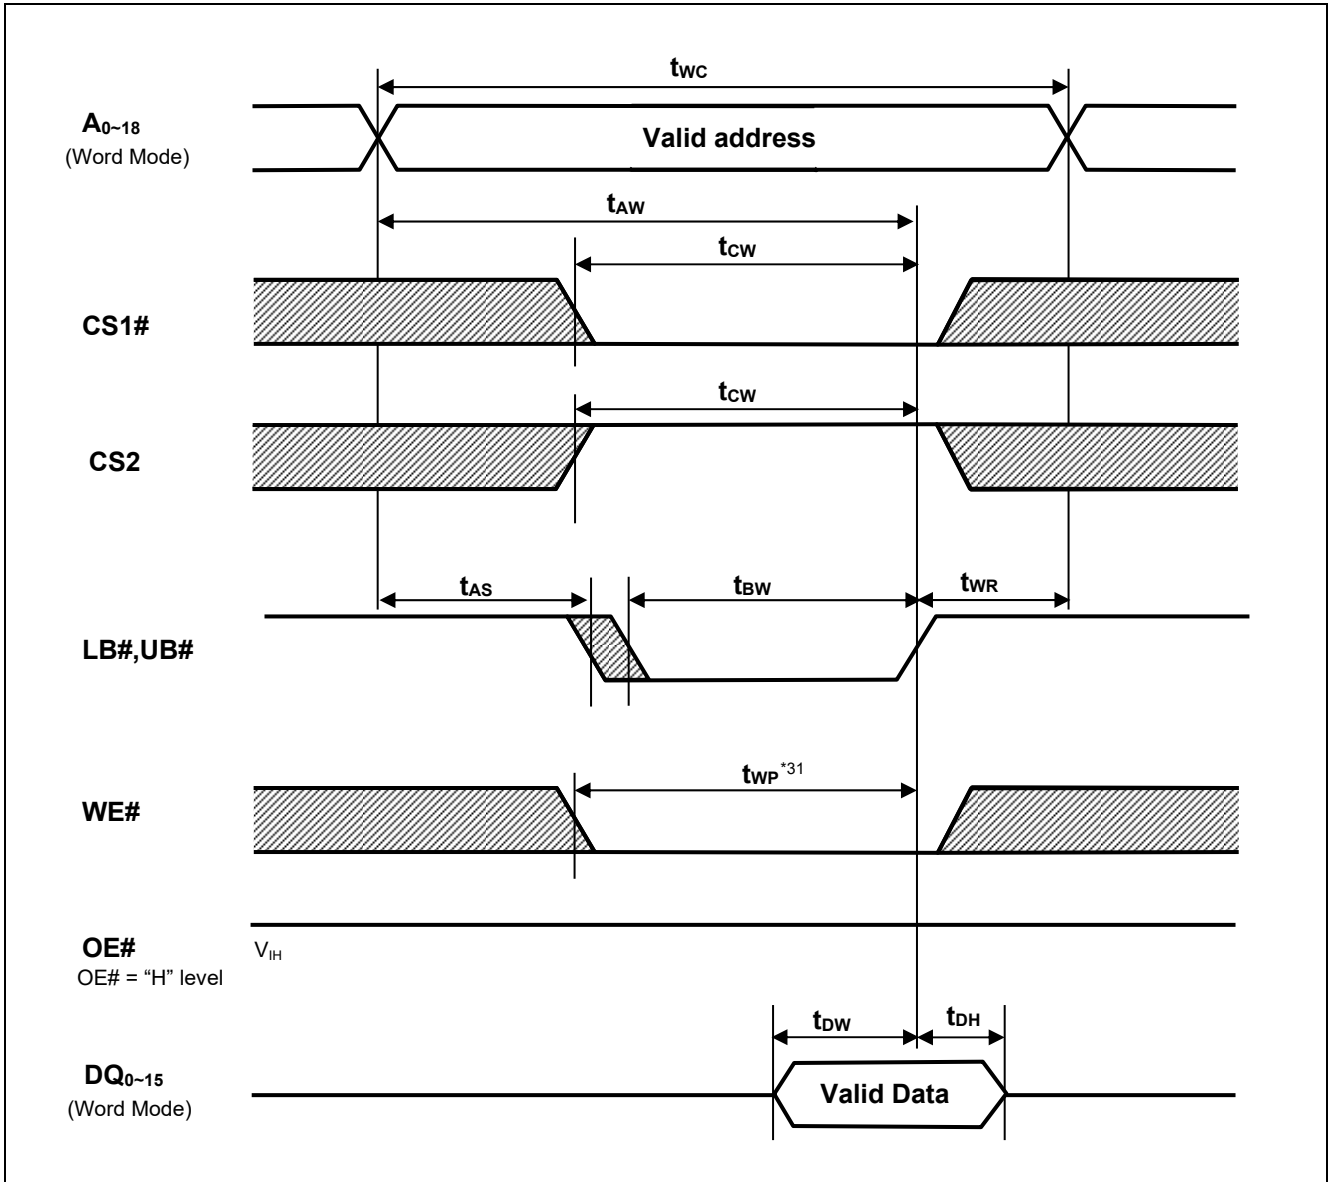 tWC
A0~18
(Word Mode)
Valid address
tAW
tCW
CS1#
tCW
CS2
tAS
tBW
tWR
LB#,UB#
tWP*31
WE#
OE#
VIH
OE# = “H” level
tDW
tDH
DQ0~15
(Word Mode)
Valid Data